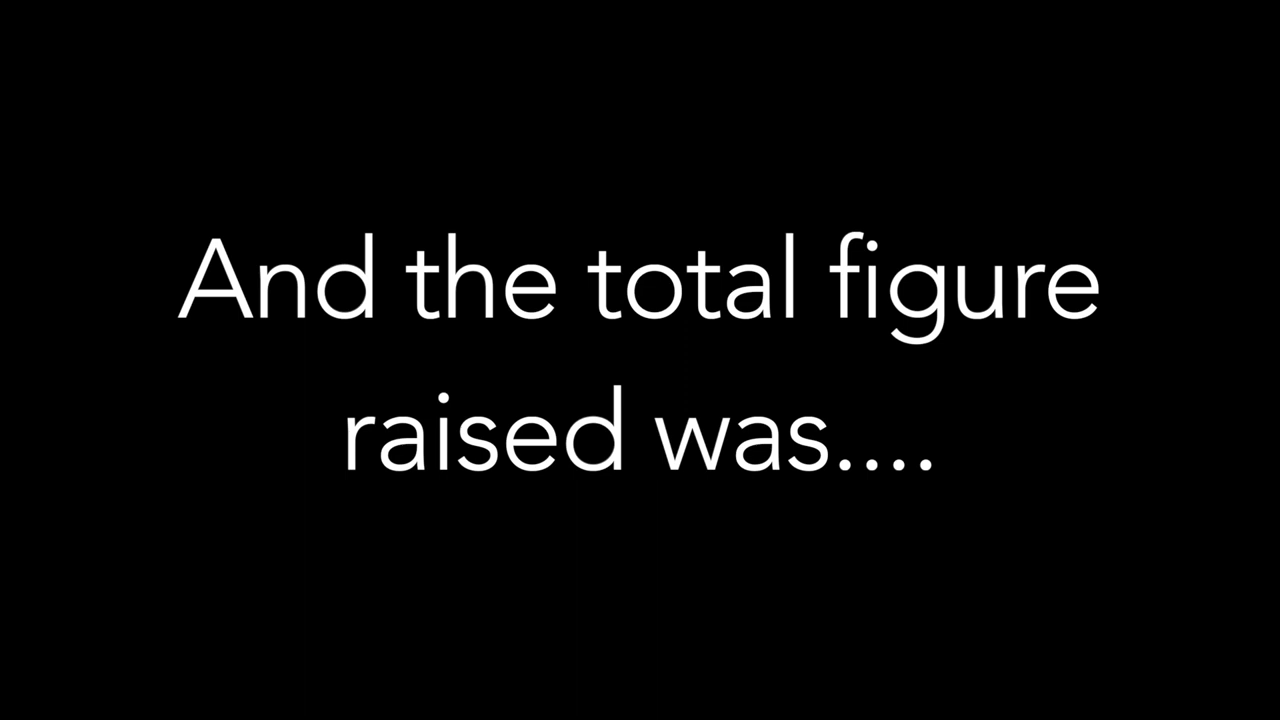 And the total figure
raised was....